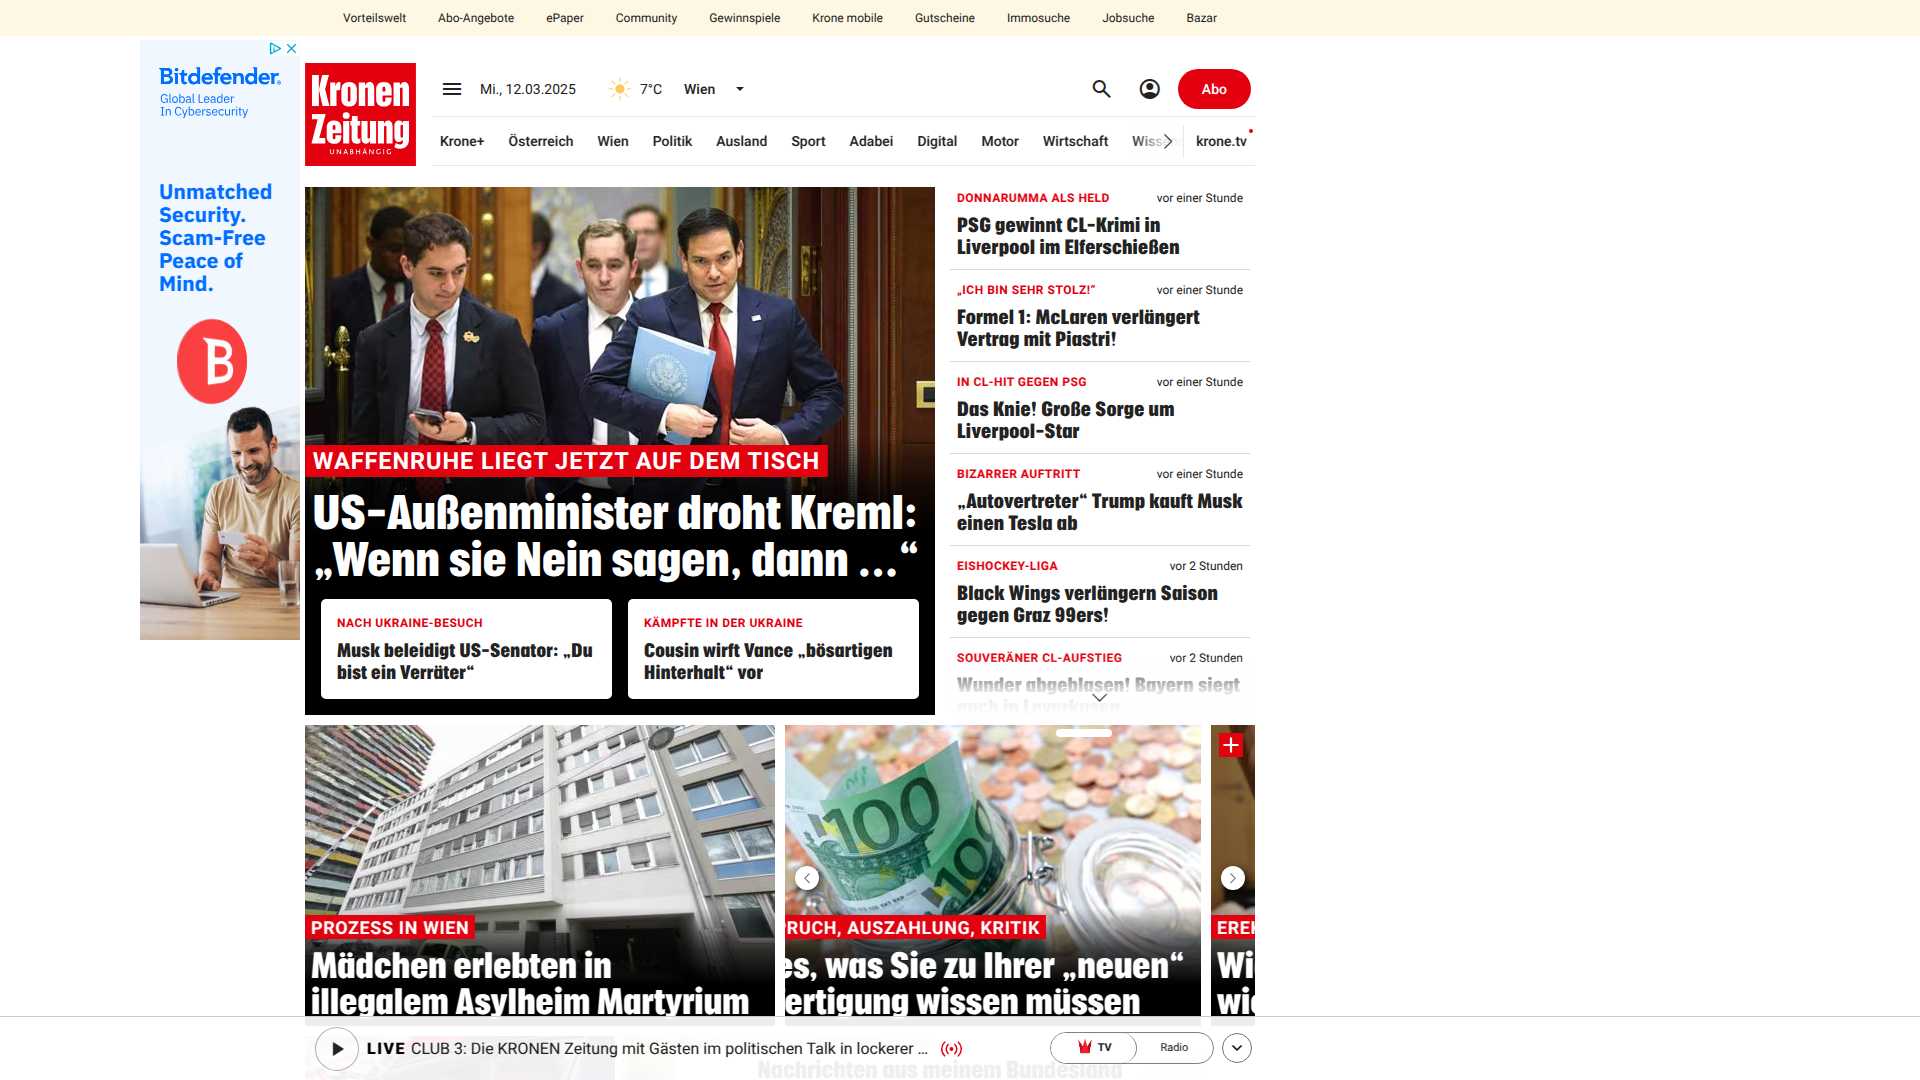 Vorteilswelt Abo-Angebote ePaper Community Gewinnspiele Krone mobile Gutscheine Immosuche Jobsuche Bazar
Bitdefender
Global Leader
In Cybersecurity
Unmatched
Security.
Scam-Free
Peace of
Mind.
B
Kronen
Zeitung
UNABHÄNGIG
Mi., 12.03.2025 7°C Wien
Abo
Krone+ Österreich Wien Politik Ausland Sport Adabei Digital Motor Wirtschaft Wiss krone.tv
WAFFENRUHE LIEGT JETZT AUF DEM TISCH
US-Außenminister droht Kreml:
„Wenn sie Nein sagen, dann ...“
NACH UKRAINE-BESUCH
Musk beleidigt US-Senator: „Du
bist ein Verräter“
KÄMPFTE IN DER UKRAINE
Cousin wirft Vance „bösartigen
Hinterhalt“ vor
DONNARUMMA ALS HELD vor einer Stunde
PSG gewinnt CL-Krimi in
Liverpool im Elferschießen
„ICH BIN SEHR STOLZ!“ vor einer Stunde
Formel 1: McLaren verlängert
Vertrag mit Piastri!
IN CL-HIT GEGEN PSG vor einer Stunde
Das Knie! Große Sorge um
Liverpool-Star
BIZARRER AUFTRITT vor einer Stunde
„Autovertreter“ Trump kauft Musk
einen Tesla ab
EISHOCKEY-LIGA vor 2 Stunden
Black Wings verlängern Saison
gegen Graz 99ers!
SOUVERÄNER CL-AUFSTIEG vor 2 Stunden
Wunder abgeblasen! Bayern siegt
auch in Leverkusen
PROZESS IN WIEN
Mädchen erlebten in
illegalem Asylheim Martyrium
100
PRUCH, AUSZAHLUNG, KRITIK
es, was Sie zu Ihrer „neuen“
ertigung wissen müssen
EREK
Wi
wie
LIVE CLUB 3: Die KRONEN Zeitung mit Gästen im politischen Talk in lockerer ...
TV Radio
Nachrichten aus meinem Bundesland